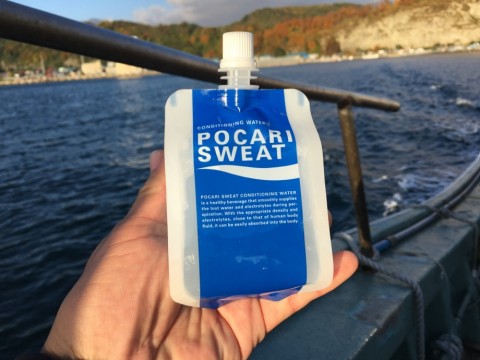 CONDITIONING WATER
POCARI
SWEAT
POCARI SWEAT CONDITIONING WATER
is a healthy beverage that smoothly supplies
the lost water and electrolytes during per-
spiration. With the appropriate density and
electrolytes, close to that of human body
fluid, it can be easily absorbed into the body.